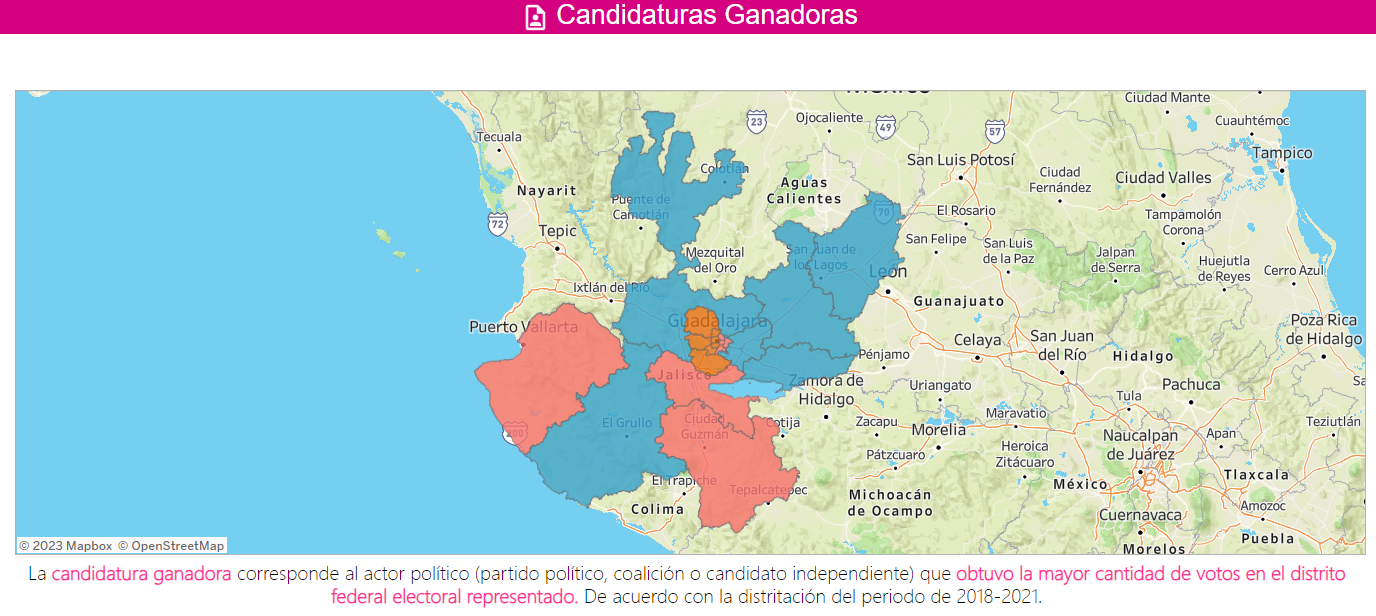 Candidaturas Ganadoras
Ciudad Mante
23
Ojocaliente
49
57
Cuauhtémoc
Tecuala
Tampico
San Luis Potosí
Colotlán
Ciudad
Fernández
Ciudad Valles
Nayarit
Aguas
Calientes
Puente de
Camotlán
70
El Rosario
Tampamolón
Corona
72
Tepic
San Felipe
San Luis
de la Paz
Jalpan
de Serra
Mezquital
del Oro
San Juan de
los Lagos
León
Huejutla
de Reyes
Cerro Azul
Ixtlán del Río
Guanajuato
Puerto Vallarta
Guadalajara
Poza Rica
de Hidalgo
Celaya
San Juan
del Río
Hidalgo
Pénjamo
Jalisco
Zamora de
Hidalgo
Uriangato
Pachuca
Tula
Maravatio
Ciudad
Guzmán
El Grullo
Cotija
Zacapu
Morelia
Teziutlán
Apan
200
Heroica
Zitácuaro
Naucalpan
de Juárez
Pátzcuaro
El Trapiche
Tepalcatepec
México
Tlaxcala
Michoacán
de Ocampo
Colima
Cuernavaca
Amozoc
Puebla
Morelos
© 2023 Mapbox © OpenStreetMap
La candidatura ganadora corresponde al actor político (partido político, coalición o candidato independiente) que obtuvo la mayor cantidad de votos en el distrito
federal electoral representado. De acuerdo con la distritación del periodo de 2018-2021.